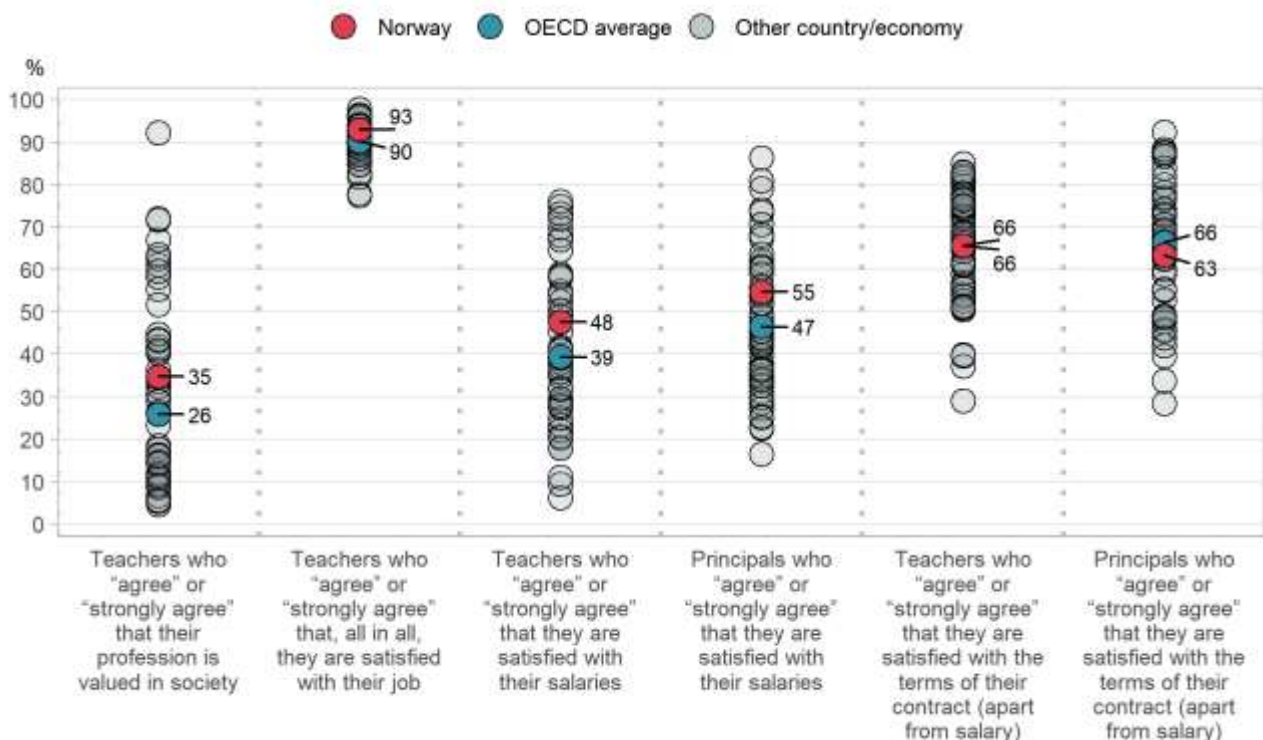 Norway OECD average Other country/economy
%
100
90
80
70
60
50
40
30
20
10
0
35
26
93
90
48
39
55
47
66
66
66
63
Teachers who
“agree” or
“strongly agree”
that their
profession is
valued in society
Teachers who
“agree” or
“strongly agree”
that, all in all,
they are satisfied
with their job
Teachers who
“agree” or
“strongly agree”
that they are
satisfied with
their salaries
Principals who
“agree” or
“strongly agree”
that they are
satisfied with
their salaries
Teachers who
“agree” or
“strongly agree”
that they are
satisfied with the
terms of their
contract (apart
from salary)
Principals who
“agree” or
“strongly agree”
that they are
satisfied with the
terms of their
contract (apart
from salary)